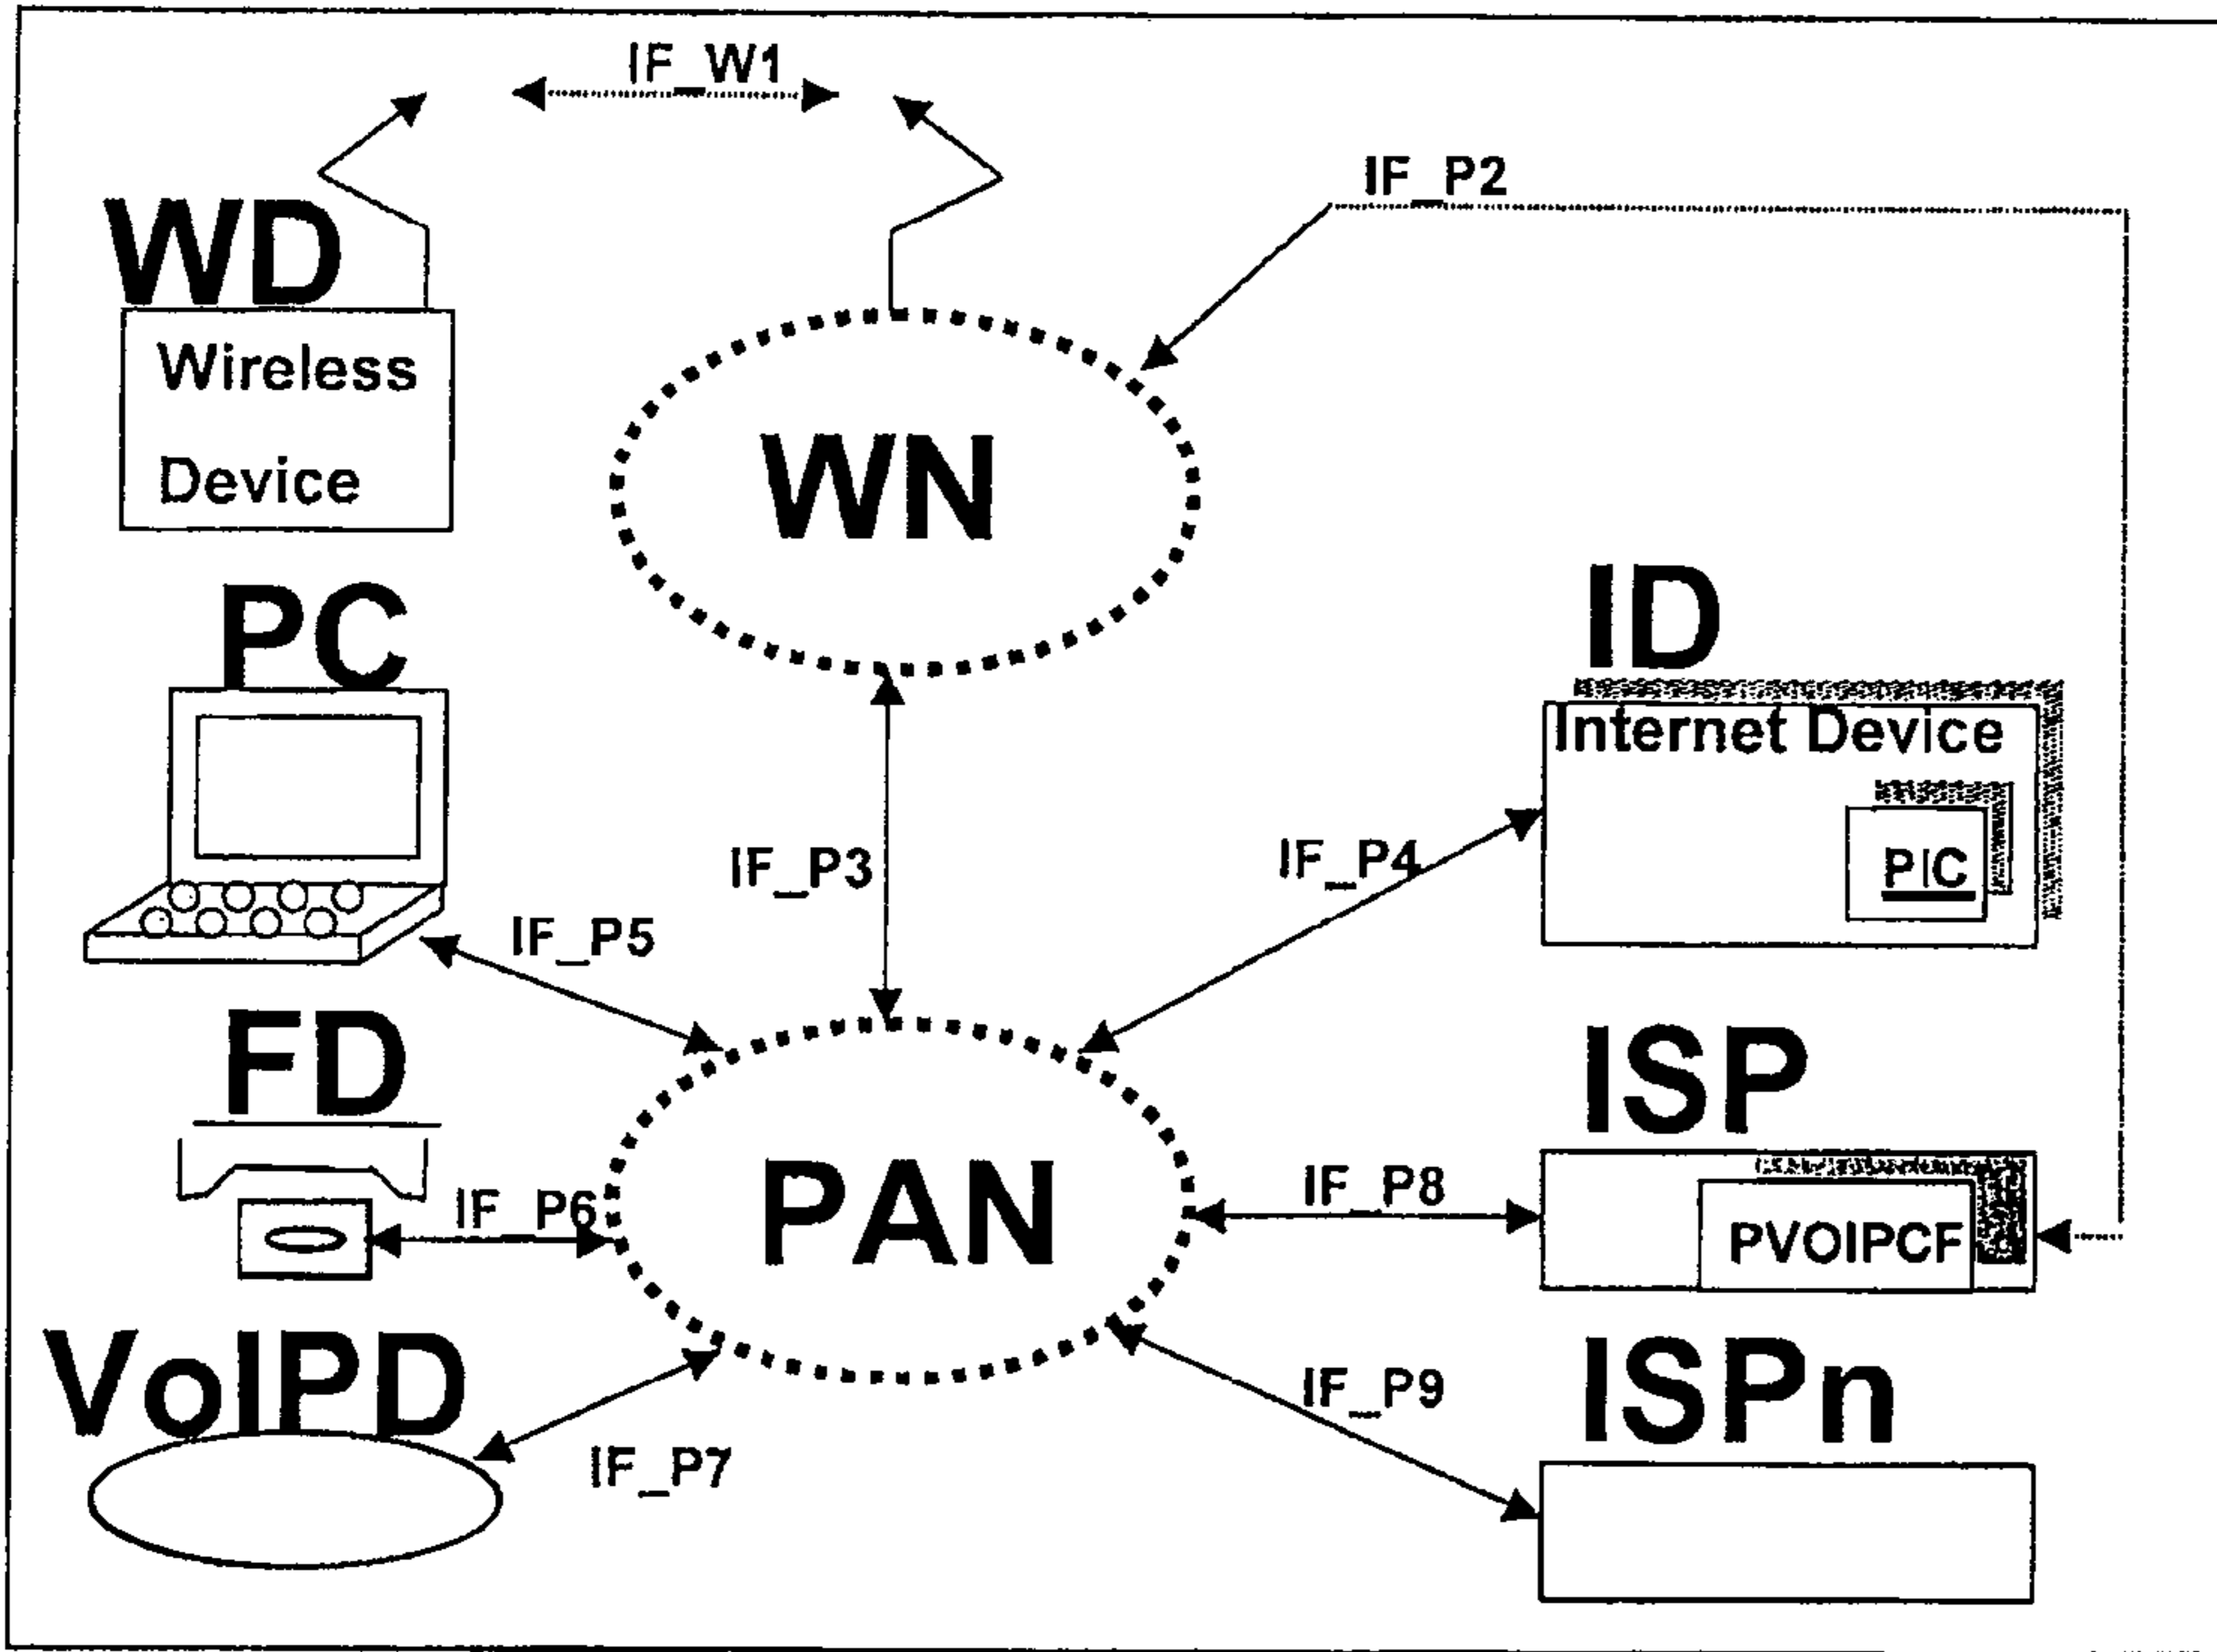 IF_W1
IF_P2
WD
Wireless
Device
WN
PC
ID
Internet Device
PIC
IF_P3
IF_P4
IF_P5
FD
ISP
PAN
IF_P6
IF_P8
PVOIPCF
VoIPD
IF_P7
IF_P9
ISPn